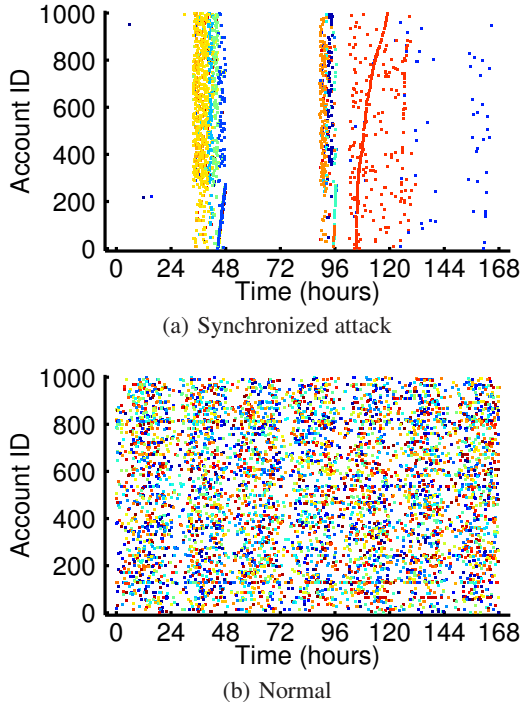 1000
800
600
400
200
0
Account ID
0 24 48 72 96 120 144 168
Time (hours)
(a) Synchronized attack
1000
800
600
400
200
0
Account ID
0 24 48 72 96 120 144 168
Time (hours)
(b) Normal